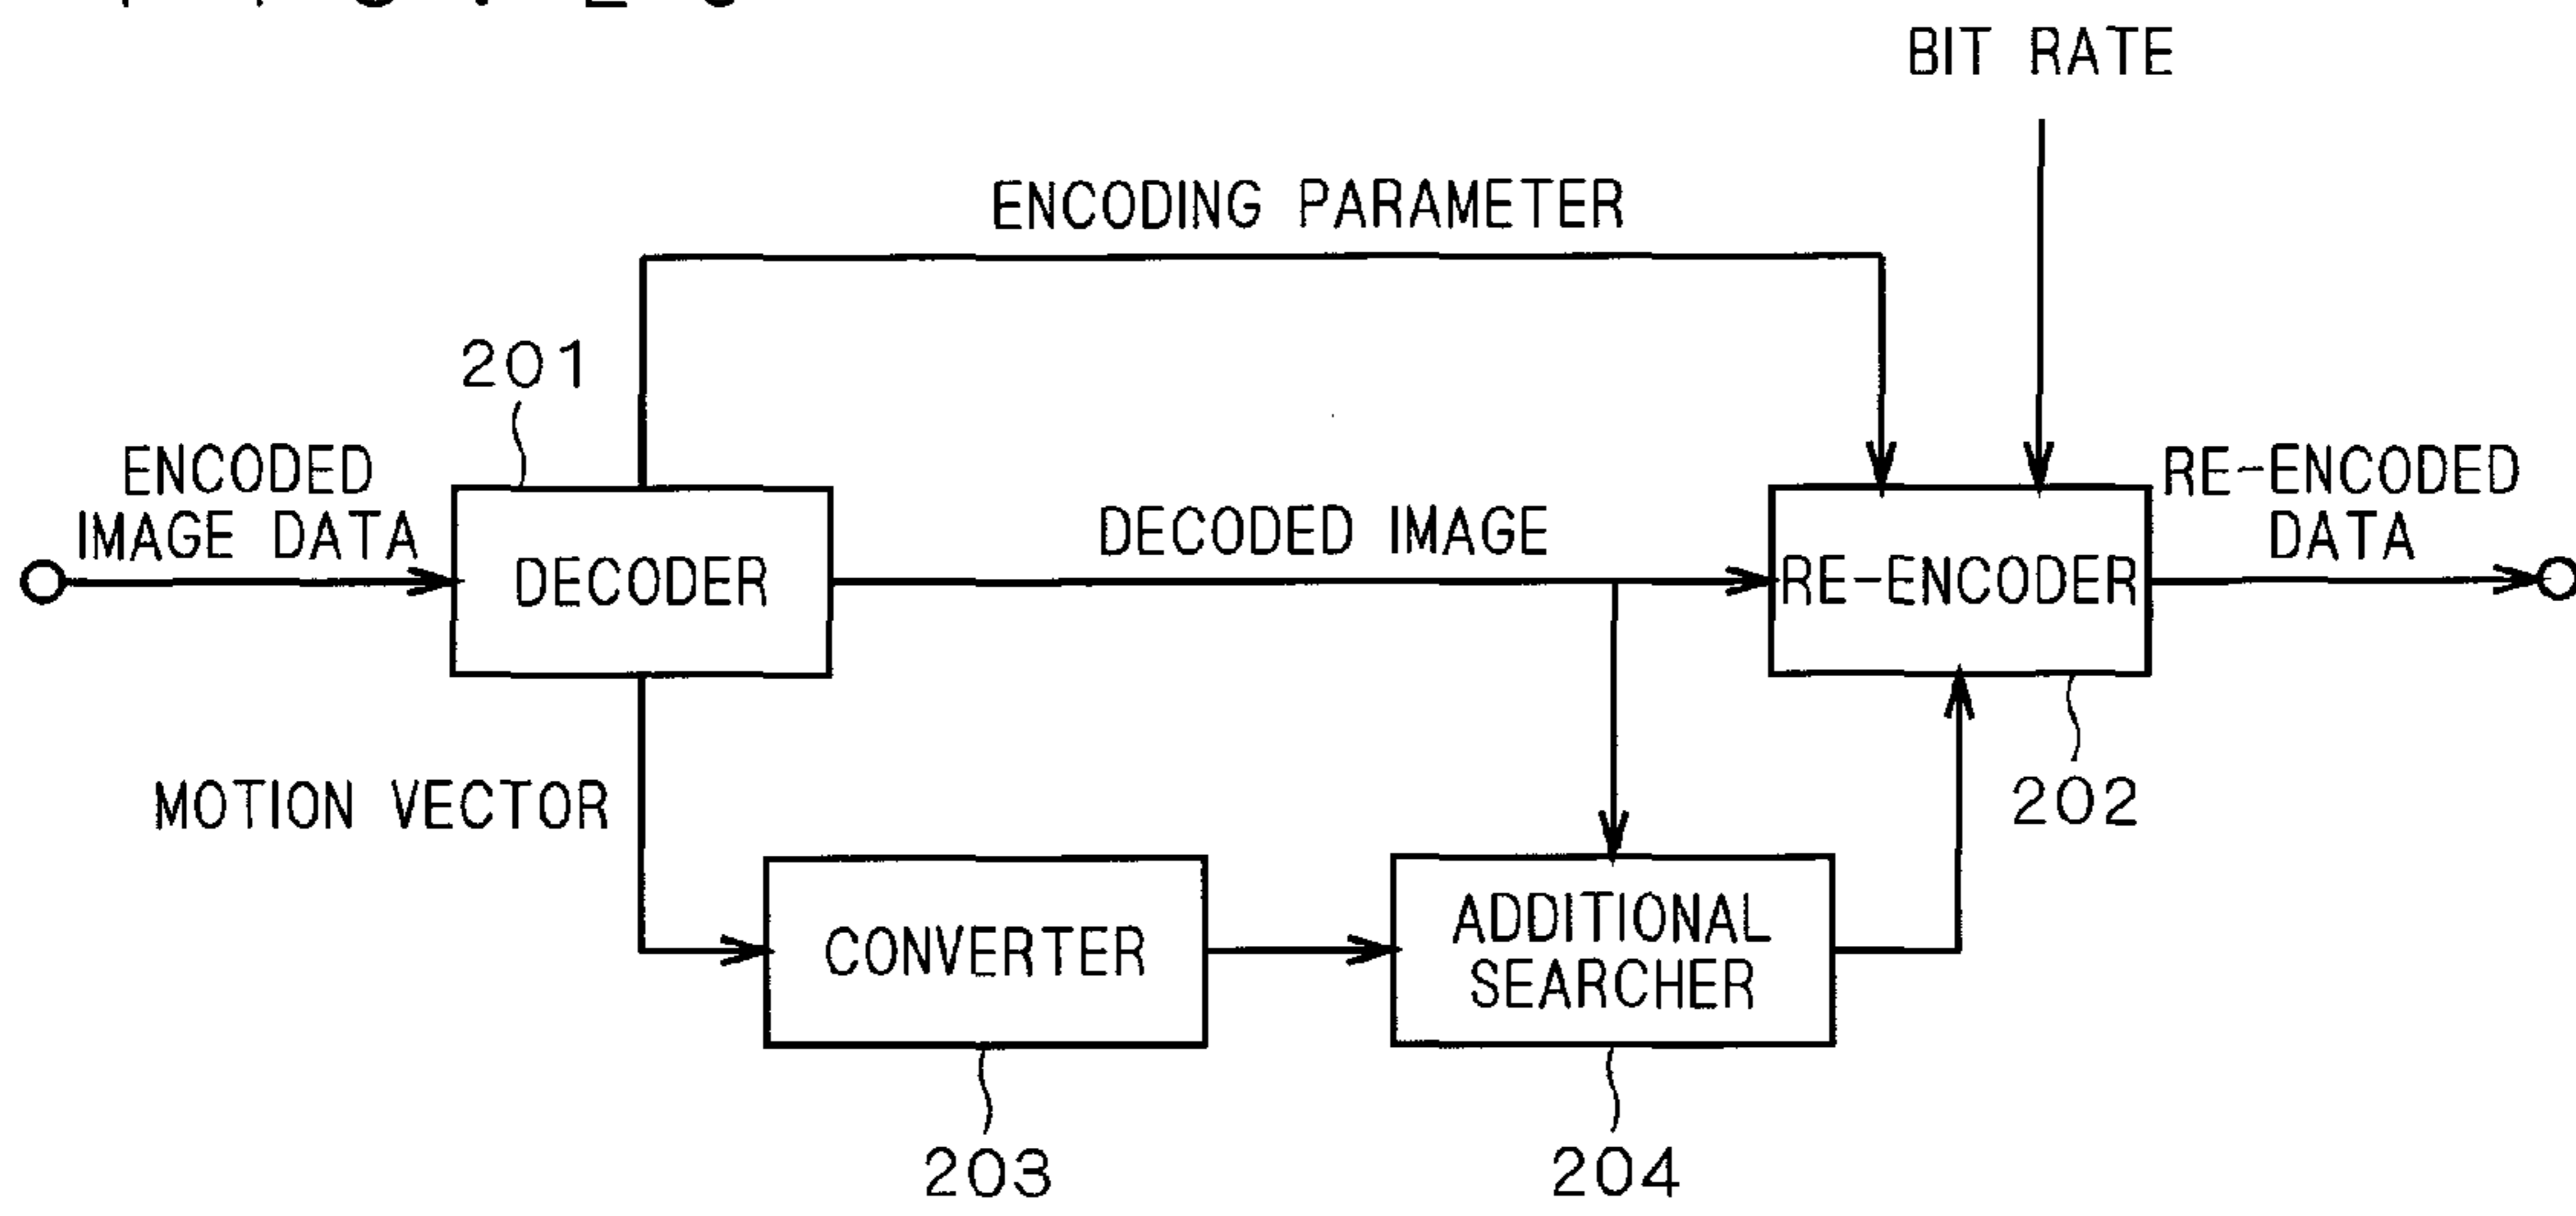 BIT RATE
ENCODING PARAMETER
201
ENCODED
IMAGE DATA
DECODER
DECODED IMAGE
RE-ENCODER
RE-ENCODED
DATA
MOTION VECTOR
202
CONVERTER
ADDITIONAL
SEARCHER
203
204